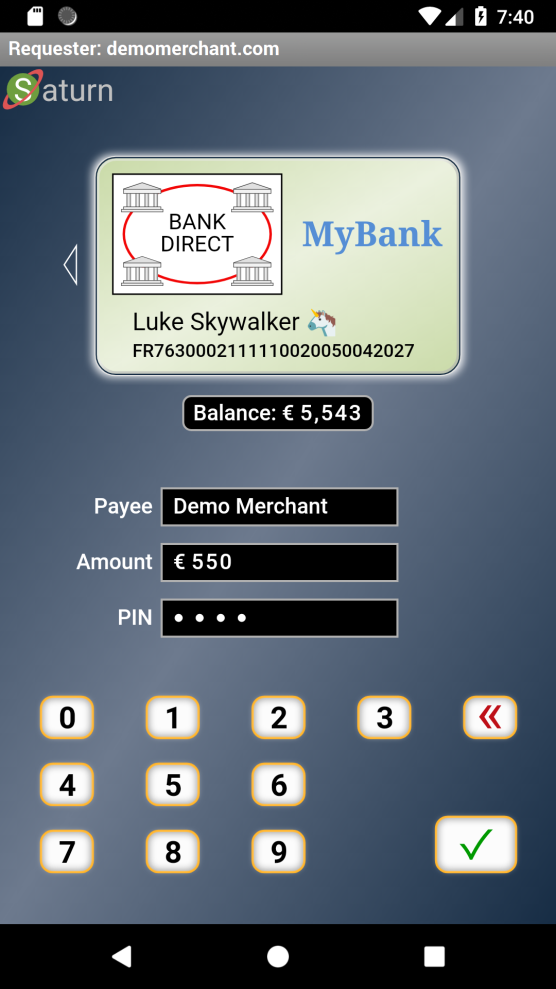 7:40
Requester: demomerchant.com
Saturn
BANK
DIRECT
MyBank
Luke Skywalker 🦄
FR7630002111110020050042027
Balance: € 5,543
Payee Demo Merchant
Amount € 550
PIN • • • •
0 1 2 3 «
4 5 6
7 8 9 ✓